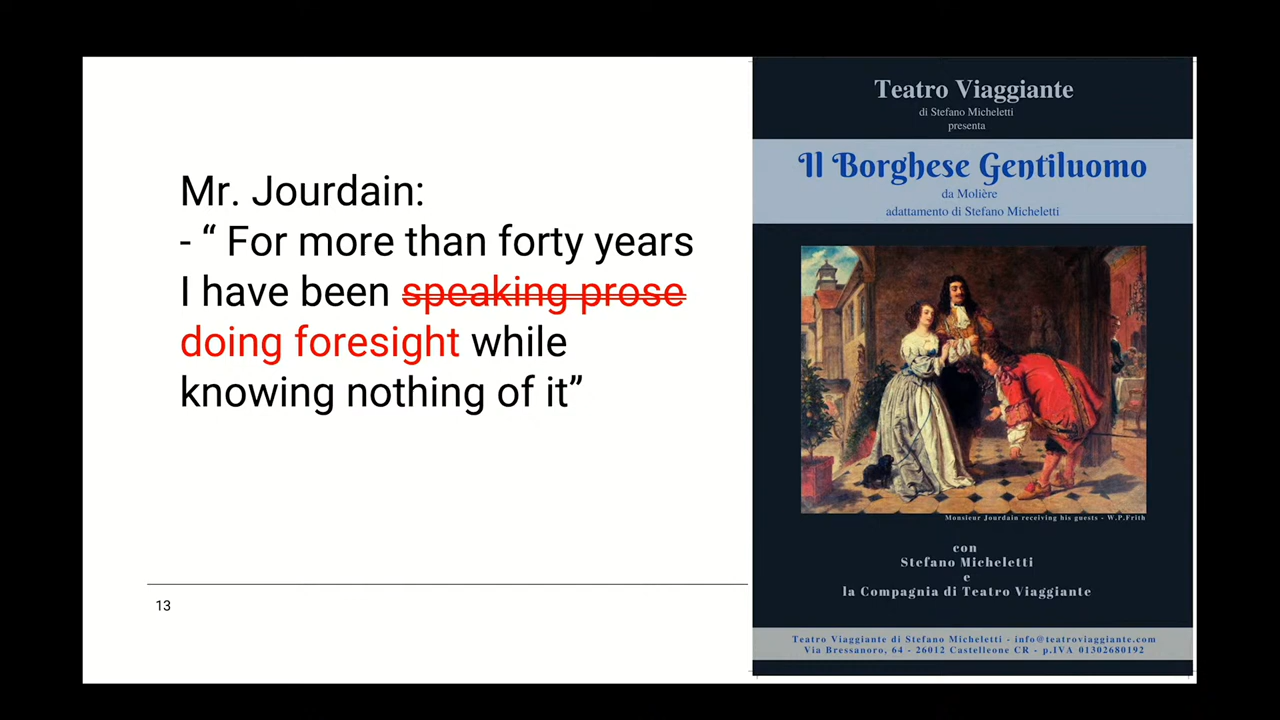 Mr. Jourdain:
- “ For more than forty years
I have been speaking prose
doing foresight while
knowing nothing of it”
13
Teatro Viaggiante
di Stefano Micheletti
presenta
Il Borghese Gentiluomo
da Molière
adattamento di Stefano Micheletti
Monsieur Jourdain receiving his guests - W.P.Frith
con
Stefano Micheletti
e
la Compagnia di Teatro Viaggiante
Teatro Viaggiante di Stefano Micheletti - info@teatroviaggiante.com
Via Bressanoro, 64 - 26012 Castelleone CR - p.IVA 01302680192